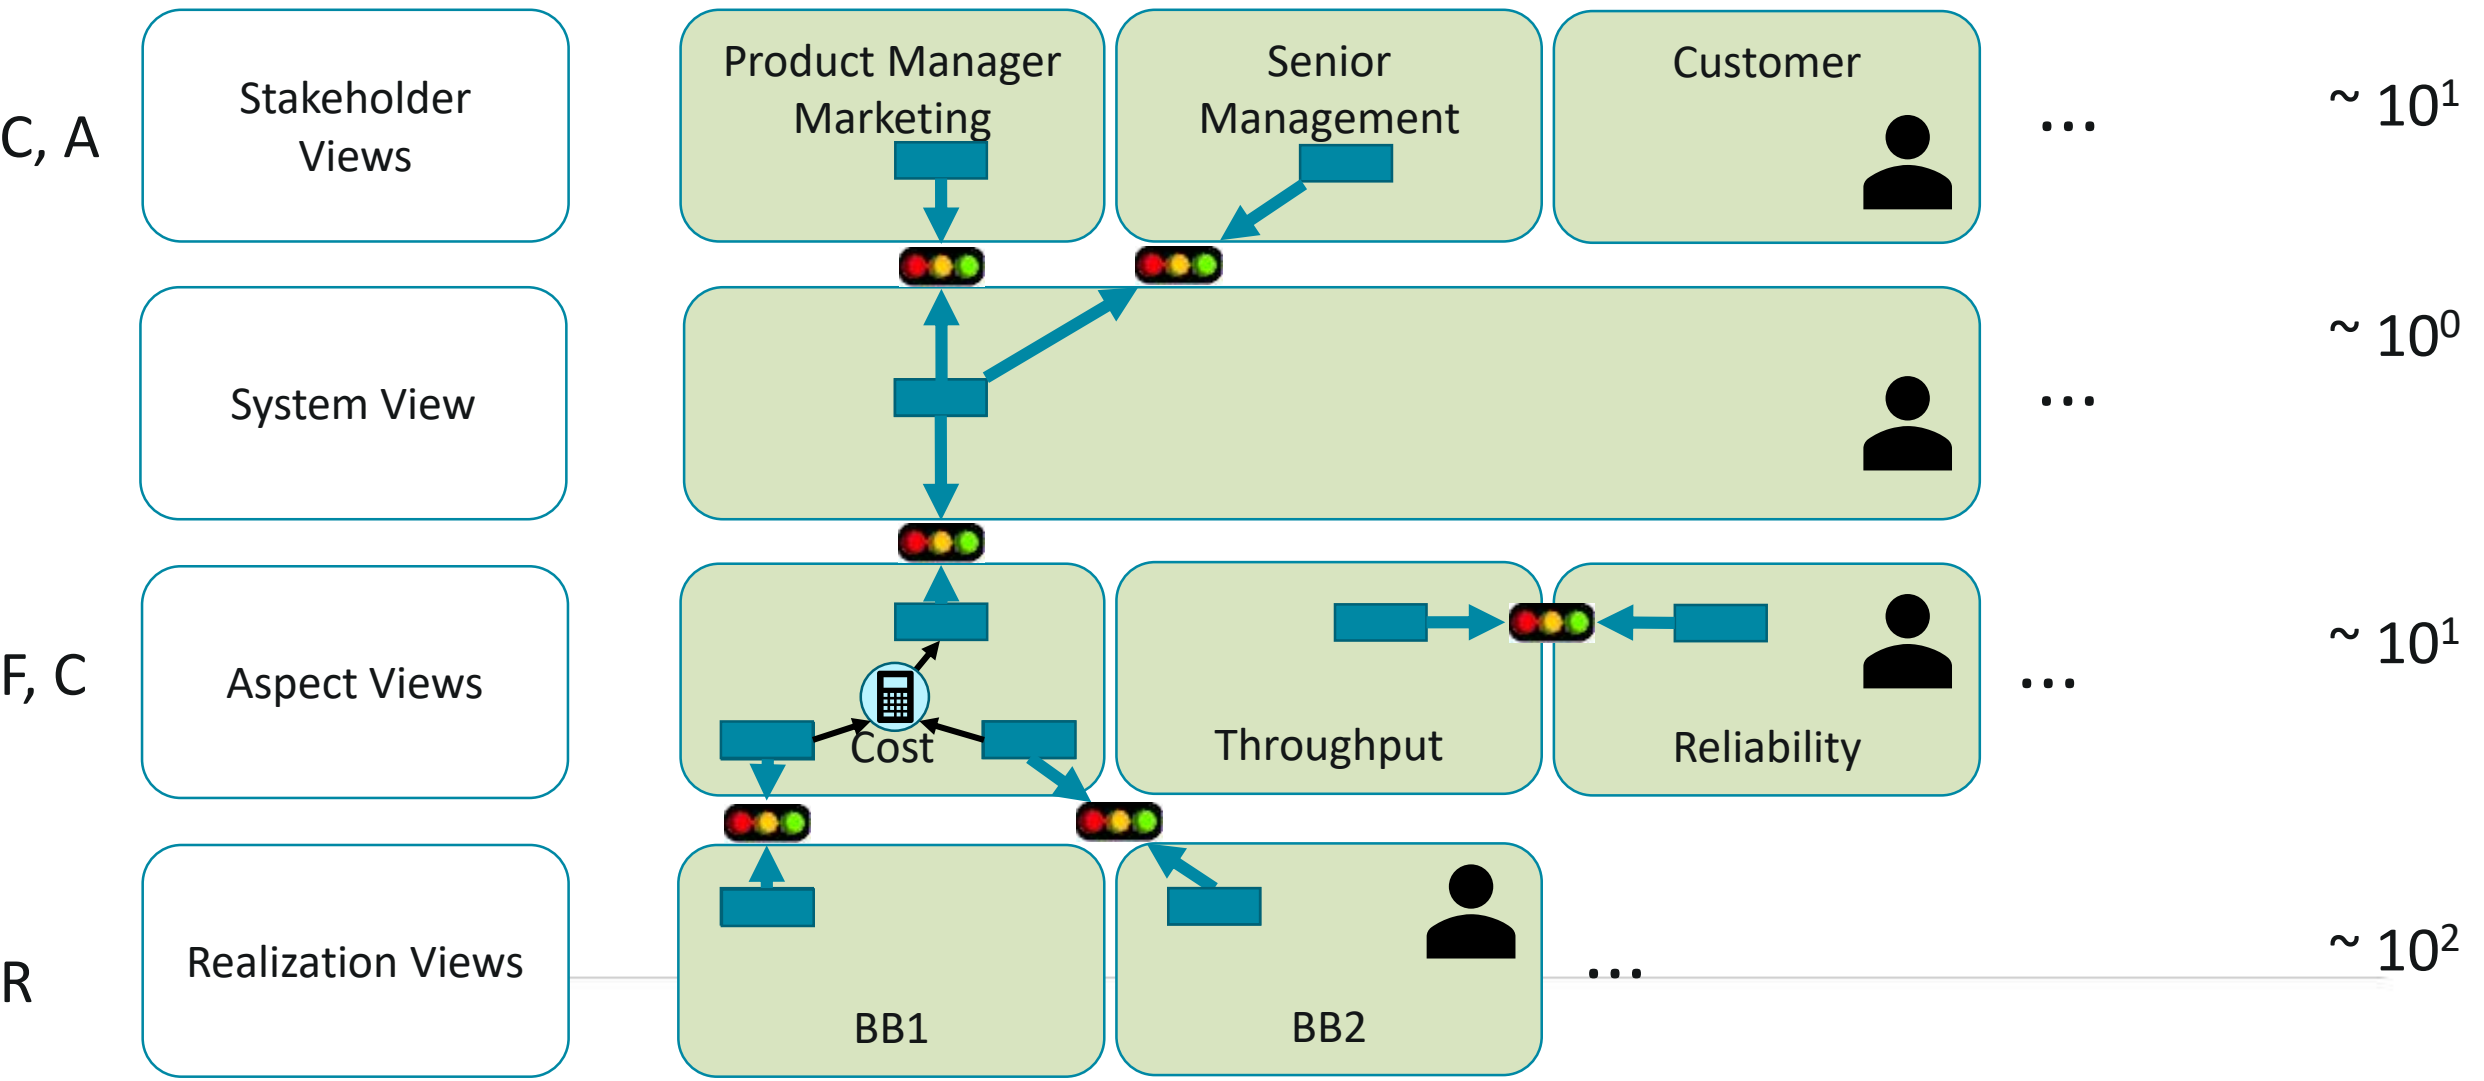 C, A
Stakeholder
Views
Product Manager
Marketing
Senior
Management
Customer
...
~ 10¹
System View
...
~ 10⁰
F, C
Aspect Views
Cost
Throughput
Reliability
...
~ 10¹
R
Realization Views
BB1
BB2
...
~ 10²